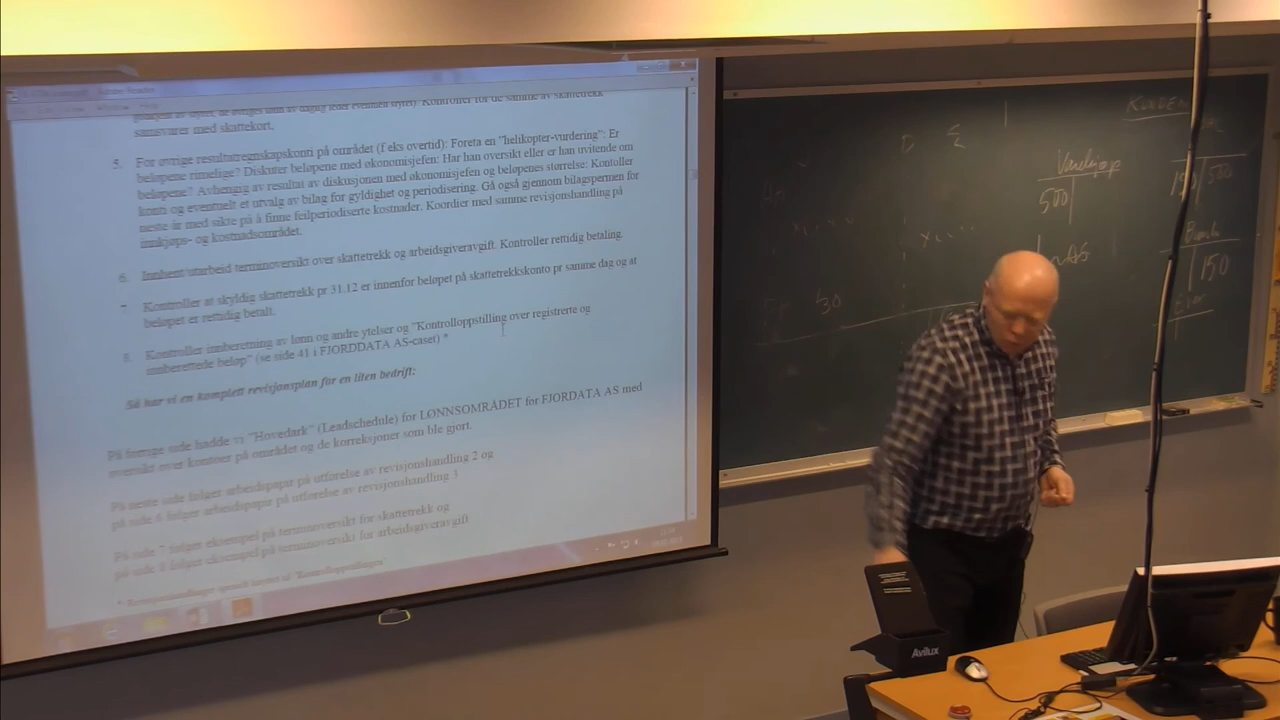 samsvarer med skattekort.
5. For øvrige resultatregnskapskonti på området (f eks overtid): Foreta en "helikopter-vurdering": Er
beløpene rimelige? Diskuter beløpene med økonomisjefen: Har han oversikt eller er han uvitende om
beløpene? Avhengig av resultat av diskusjonen med økonomisjefen og beløpenes størrelse: Kontoller
konti og eventuelt et utvalg av bilag for gyldighet og periodisering. Gå også gjennom bilagspermen for
neste år med sikte på å finne feilperiodiserte kostnader. Koordier med samme revisjonshandling på
innkjøps- og kostnadsområdet.
6. Innhent/utarbeid terminoversikt over skattetrekk og arbeidsgiveravgift. Kontroller rettidig betaling.
7. Kontroller at skyldig skattetrekk pr 31.12 er innenfor beløpet på skattetrekkskonto pr samme dag og at
beløpet er rettidig betalt.
8. Kontroller innberetning av lønn og andre ytelser og "Kontrolloppstilling over registrerte og
innberettede beløp" (se side 41 i FJORDDATA AS-caset) *
Så har vi en komplett revisjonsplan for en liten bedrift:
På forrige side hadde vi "Hovedark" (Leadschedule) for LØNNSOMRÅDET for FJORDATA AS med
oversikt over kontoer på området og de korreksjoner som ble gjort.
På neste side følger arbeidspapir på utførelse av revisjonshandling 2 og
på side 6 følger arbeidspapir på utførelse av revisjonshandling 3
På side 7 følger eksempel på terminoversikt for skattetrekk og
på side 8 følger eksempel på terminoversikt for arbeidsgiveravgift
Varekjøp
500
500
150
30
AS
Avilux